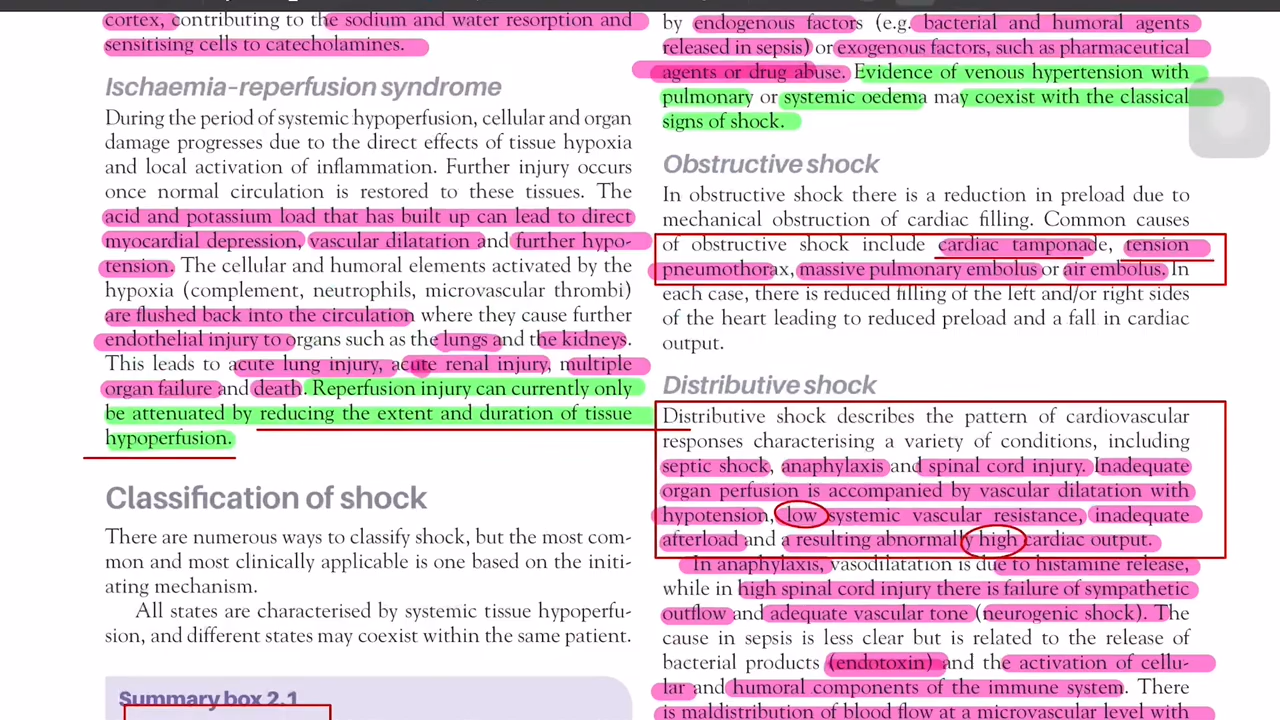 cortex, contributing to the sodium and water resorption and
sensitising cells to catecholamines.
Ischaemia–reperfusion syndrome
During the period of systemic hypoperfusion, cellular and organ
damage progresses due to the direct effects of tissue hypoxia
and local activation of inflammation. Further injury occurs
once normal circulation is restored to these tissues. The
acid and potassium load that has built up can lead to direct
myocardial depression, vascular dilatation and further hypo-
tension. The cellular and humoral elements activated by the
hypoxia (complement, neutrophils, microvascular thrombi)
are flushed back into the circulation where they cause further
endothelial injury to organs such as the lungs and the kidneys.
This leads to acute lung injury, acute renal injury, multiple
organ failure and death. Reperfusion injury can currently only
be attenuated by reducing the extent and duration of tissue
hypoperfusion.
Classification of shock
There are numerous ways to classify shock, but the most com-
mon and most clinically applicable is one based on the initi-
ating mechanism.
All states are characterised by systemic tissue hypoperfu-
sion, and different states may coexist within the same patient.
Summary box 2.1
by endogenous factors (e.g. bacterial and humoral agents
released in sepsis) or exogenous factors, such as pharmaceutical
agents or drug abuse. Evidence of venous hypertension with
pulmonary or systemic oedema may coexist with the classical
signs of shock.
Obstructive shock
In obstructive shock there is a reduction in preload due to
mechanical obstruction of cardiac filling. Common causes
of obstructive shock include cardiac tamponade, tension
pneumothorax, massive pulmonary embolus or air embolus. In
each case, there is reduced filling of the left and/or right sides
of the heart leading to reduced preload and a fall in cardiac
output.
Distributive shock
Distributive shock describes the pattern of cardiovascular
responses characterising a variety of conditions, including
septic shock, anaphylaxis and spinal cord injury. Inadequate
organ perfusion is accompanied by vascular dilatation with
hypotension, low systemic vascular resistance, inadequate
afterload and a resulting abnormally high cardiac output.
In anaphylaxis, vasodilatation is due to histamine release,
while in high spinal cord injury there is failure of sympathetic
outflow and adequate vascular tone (neurogenic shock). The
cause in sepsis is less clear but is related to the release of
bacterial products (endotoxin) and the activation of cellu-
lar and humoral components of the immune system. There
is maldistribution of blood flow at a microvascular level with